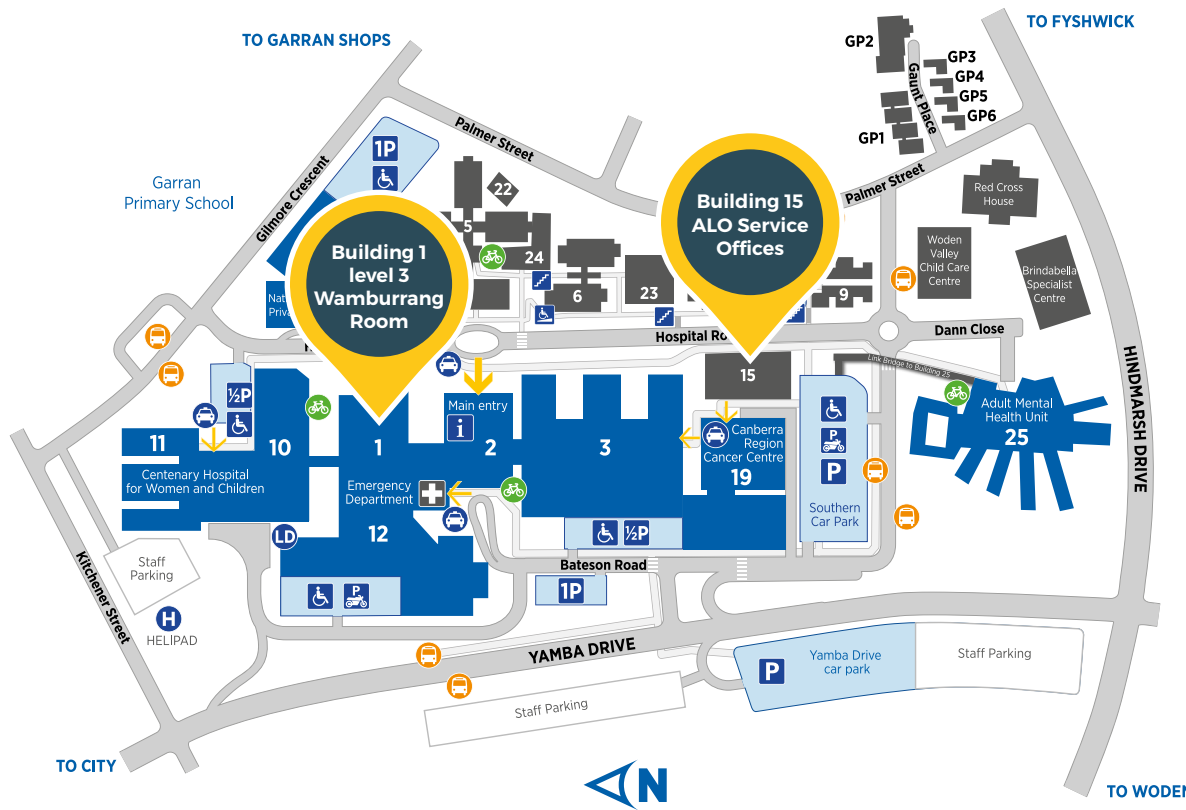 TO GARRAN SHOPS
TO FYSHWICK
GP2
GP3
GP4
GP5
GP6
GP1
Gaunt Place
Palmer Street
Palmer Street
1P
Garran
Primary School
Gilmore Crescent
22
5
24
6
23
9
Building 1
level 3
Wamburrang
Room
Building 15
ALO Service
Offices
Red Cross
House
Woden
Valley
Child Care
Centre
Brindabella
Specialist
Centre
Hospital
Dann Close
Link Bridge to Building 25
HINDMARSH DRIVE
½P
11
10
Centenary Hospital
for Women and Children
1
Main entry
i
2
3
15
Canberra
Region
Cancer Centre
19
P
P
Southern
Car Park
Adult Mental
Health Unit
25
Emergency
Department
12
LD
½P
P
Bateson Road
1P
Staff
Parking
H
HELIPAD
Kitchener Street
YAMBA DRIVE
P
Yamba Drive
car park
Staff Parking
Staff Parking
TO CITY
N
TO WODEN